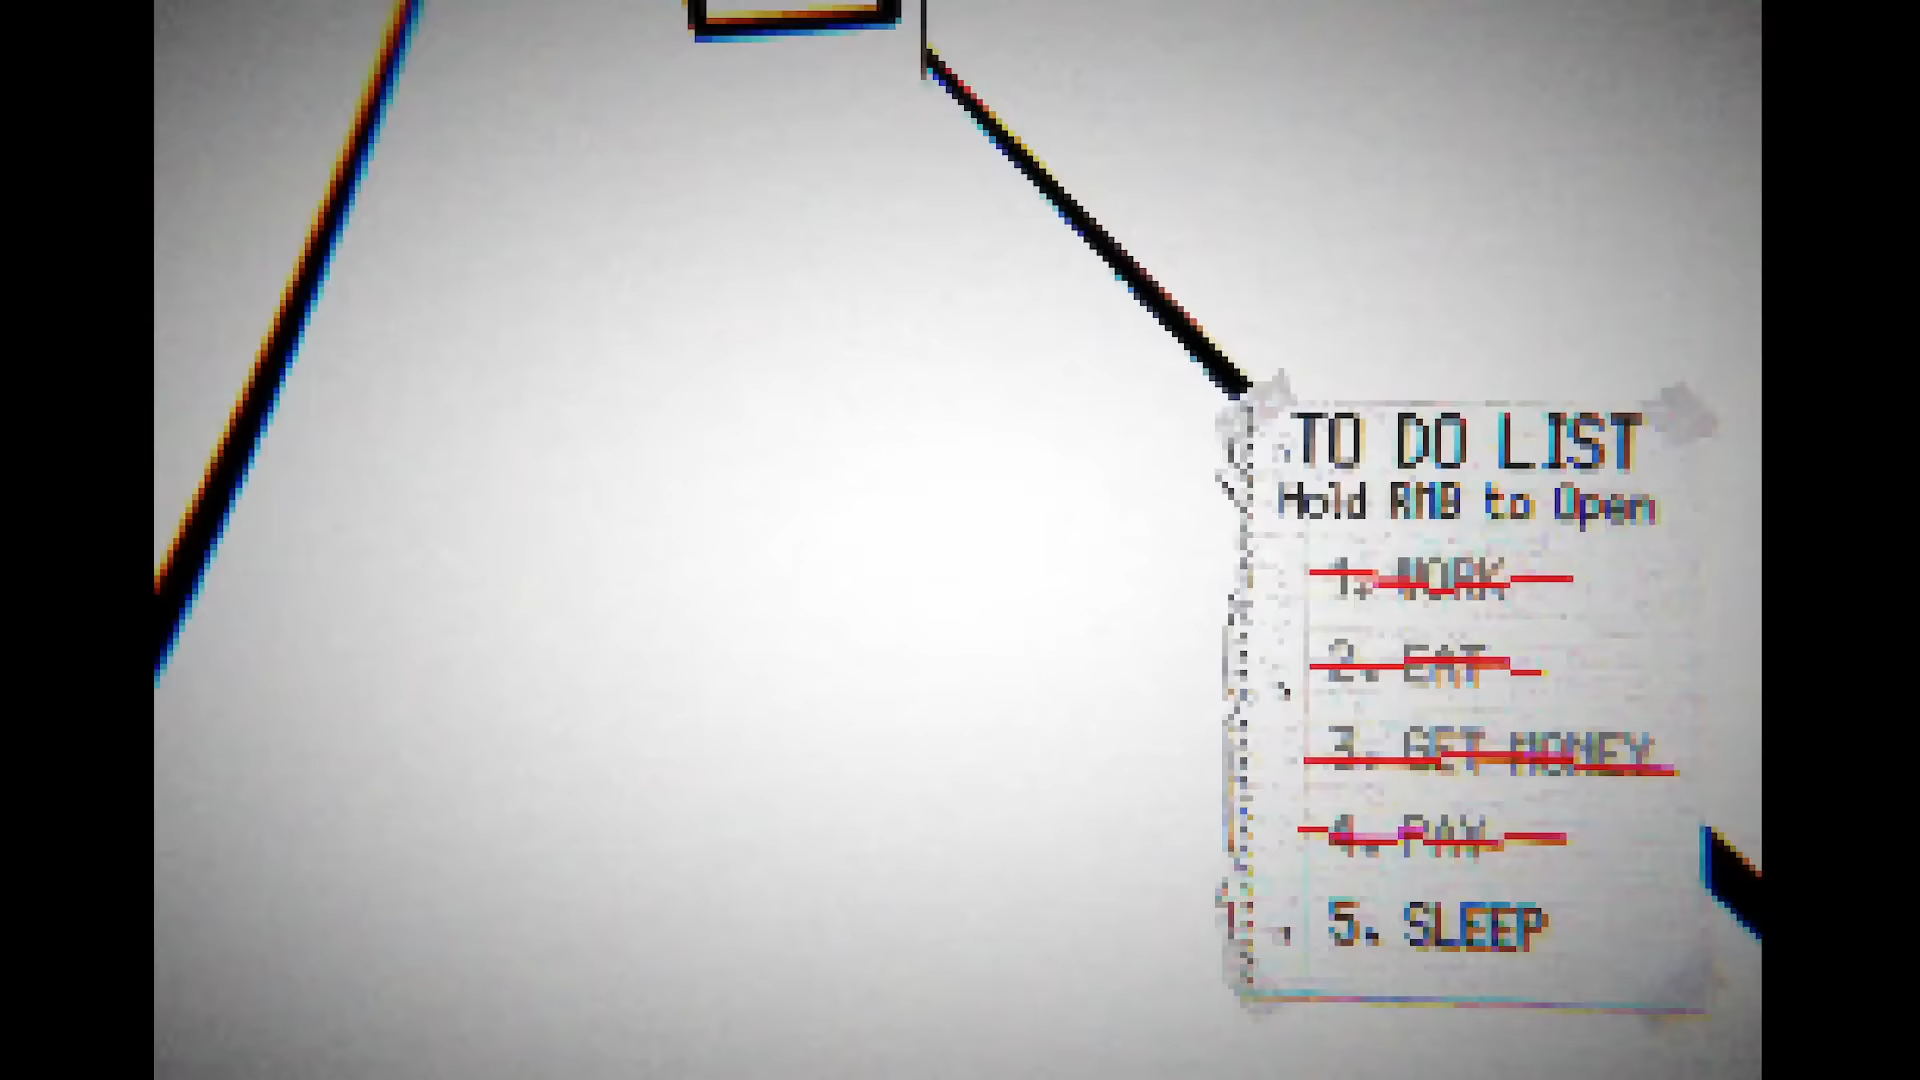 TO DO LIST
Hold RMB to Open
1. WORK
2. EAT
3. GET MONEY
4. PAY
5. SLEEP